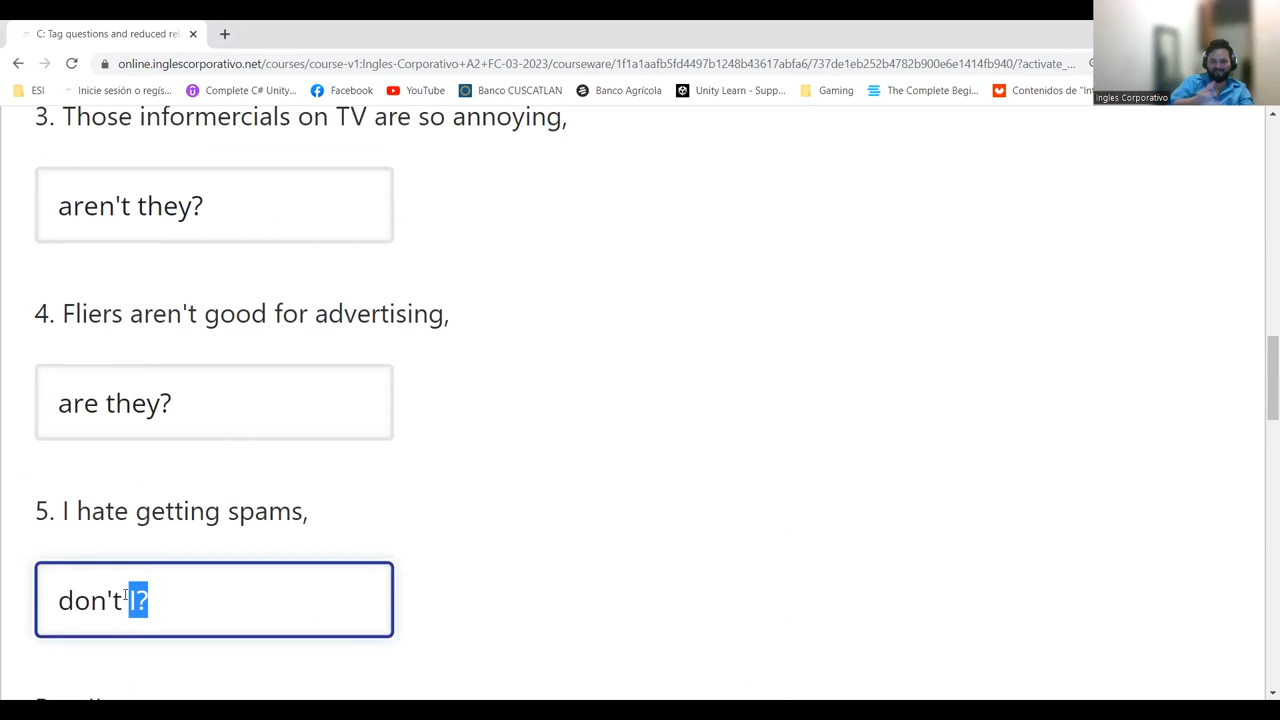 C: Tag questions and reduced rel
online.inglescorporativo.net/courses/course-v1:Ingles-Corporativo+A2+FC-03-2023/courseware/1f1a1aafb5fd4497b1248b43617abfa6/737de1eb252b4782b900e6e1414fb940/?activate_...
ESI
Inicie sesión o regís...
Complete C# Unity...
Facebook
YouTube
Banco CUSCATLAN
Banco Agrícola
Unity Learn - Supp...
Gaming
The Complete Begi...
Contenidos de "In
Ingles Corporativo
3. Those informercials on TV are so annoying,
aren't they?
4. Fliers aren't good for advertising,
are they?
5. I hate getting spams,
don't I?